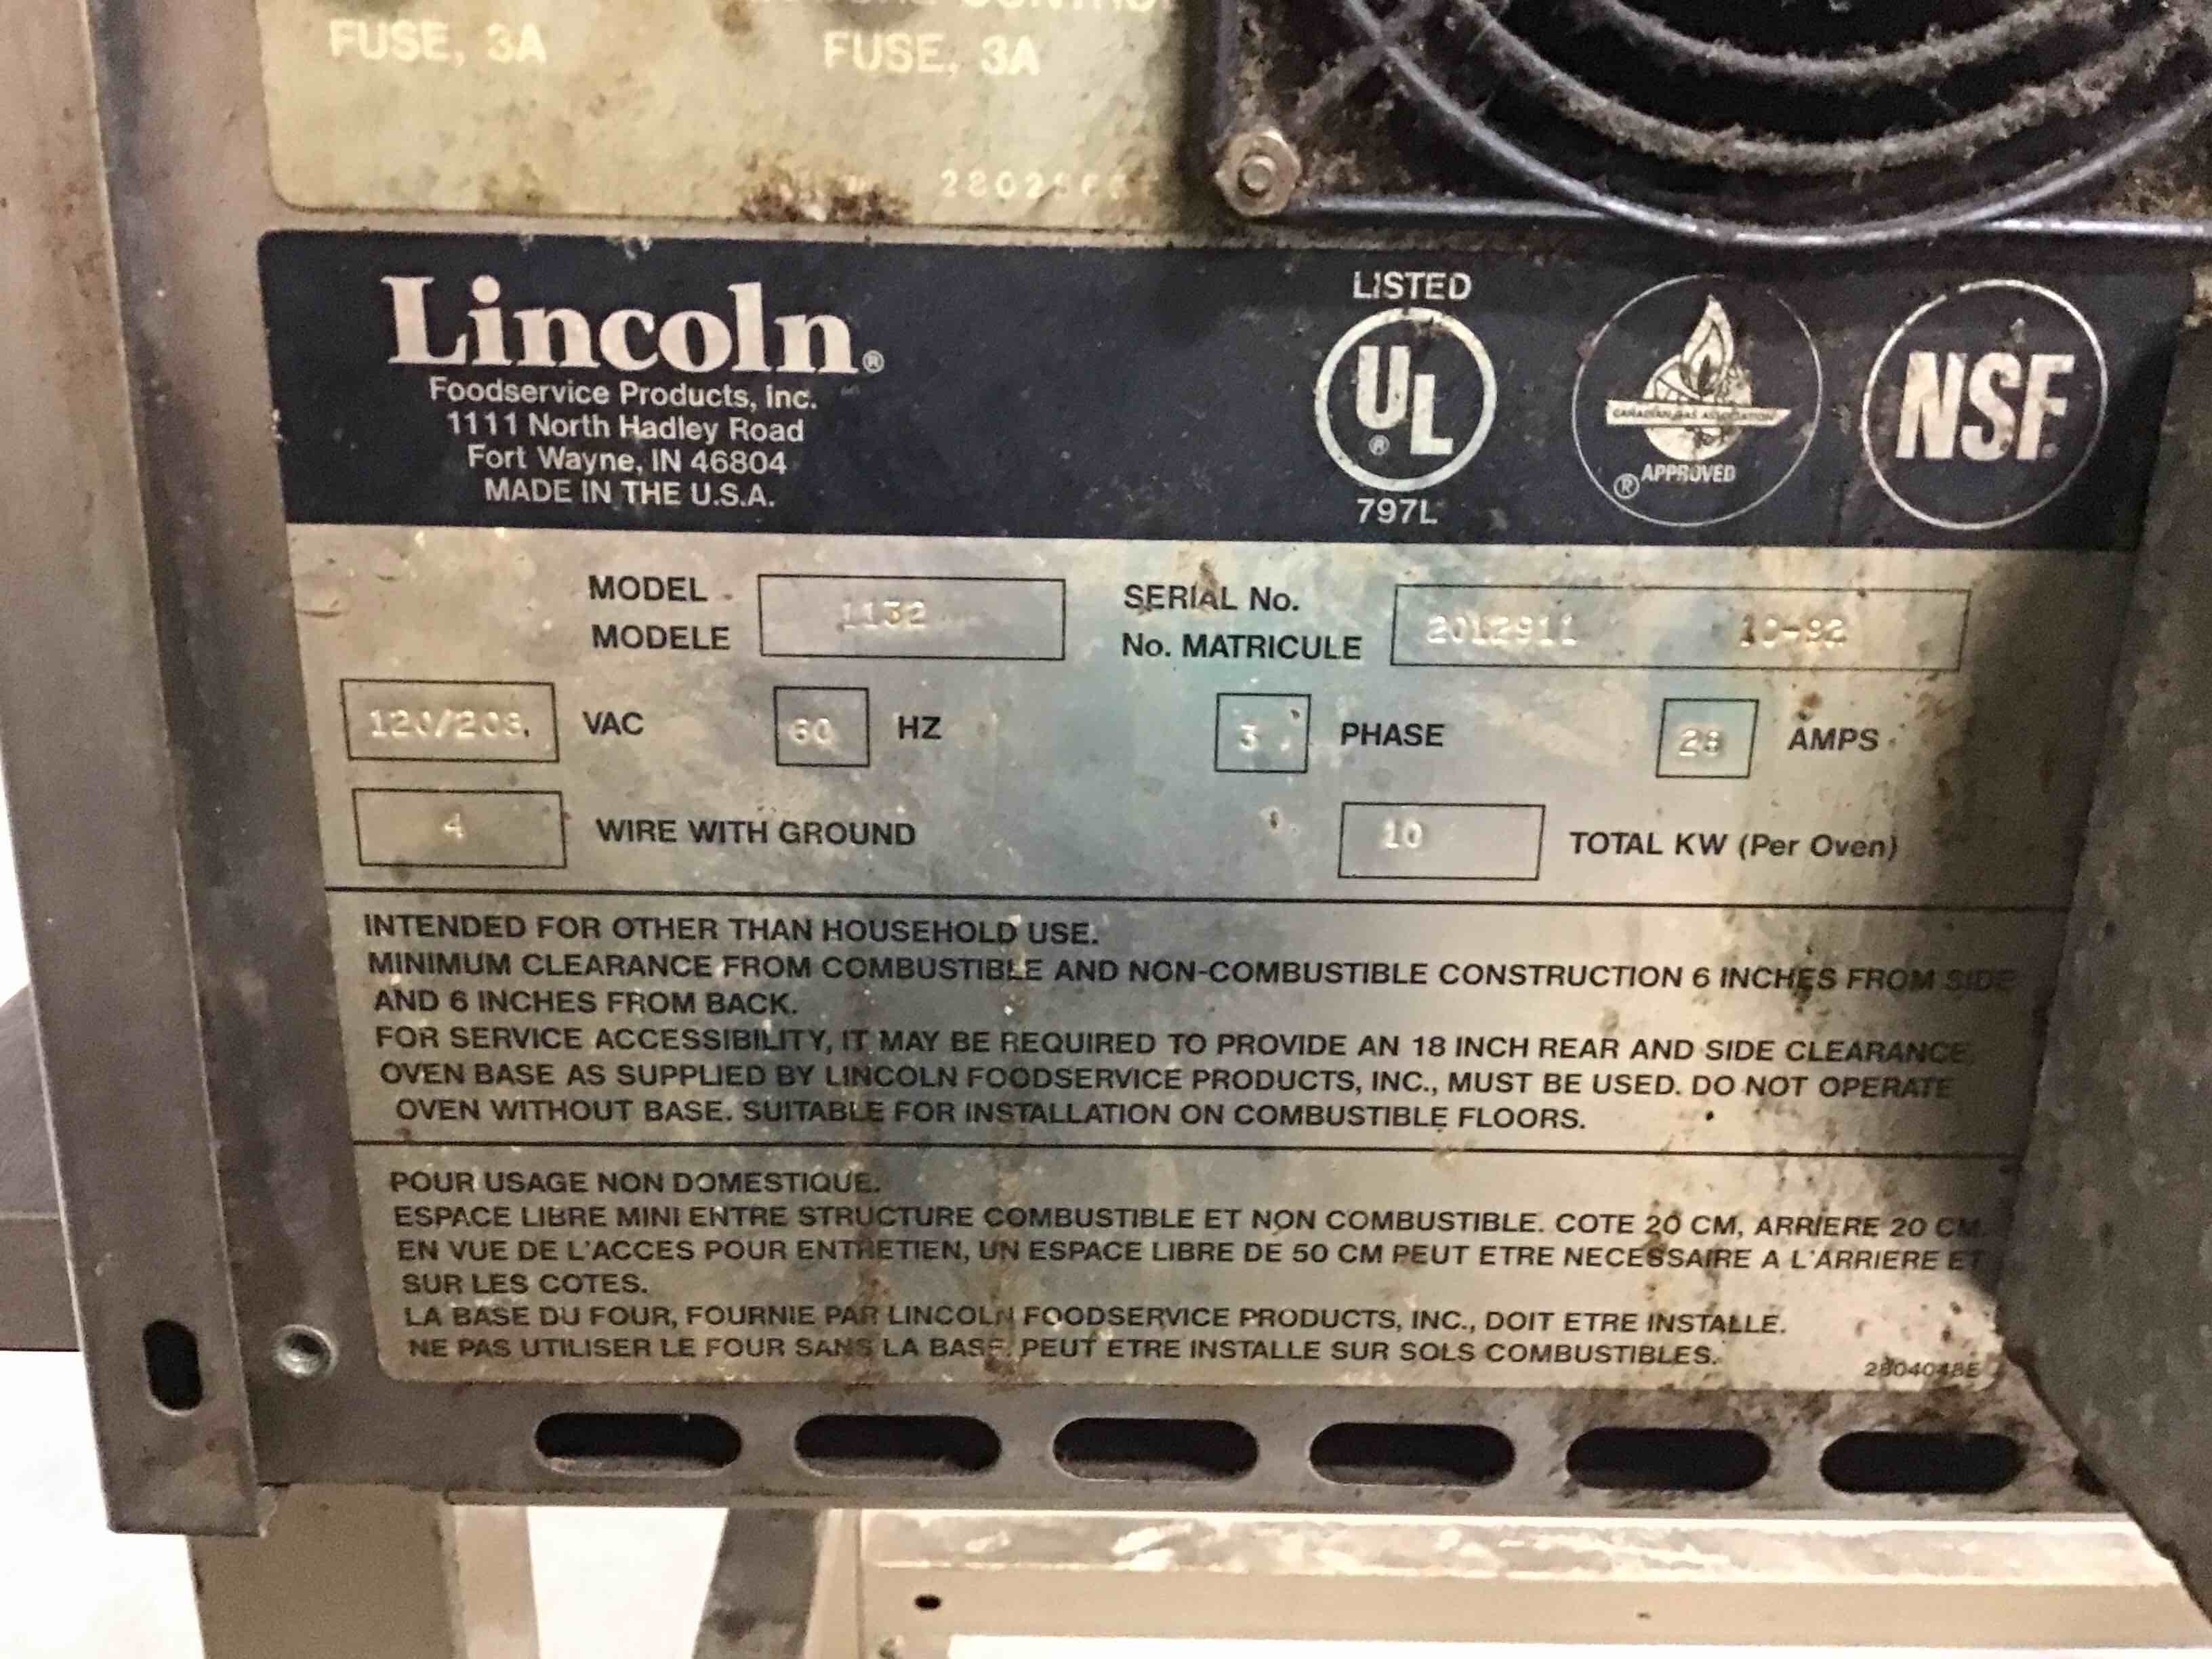 FUSE, 3A
FUSE, 3A
Lincoln®
Foodservice Products, Inc.
1111 North Hadley Road
Fort Wayne, IN 46804
MADE IN THE U.S.A.
LISTED
UL
®
797L
CANADIAN GAS ASSOCIATION
® APPROVED
NSF
MODEL
MODELE
1132
SERIAL No.
No. MATRICULE
2012911 10-92
120/208 VAC
60 HZ
3 PHASE
28 AMPS
4 WIRE WITH GROUND
10 TOTAL KW (Per Oven)
INTENDED FOR OTHER THAN HOUSEHOLD USE.
MINIMUM CLEARANCE FROM COMBUSTIBLE AND NON-COMBUSTIBLE CONSTRUCTION 6 INCHES FROM SIDE
AND 6 INCHES FROM BACK.
FOR SERVICE ACCESSIBILITY, IT MAY BE REQUIRED TO PROVIDE AN 18 INCH REAR AND SIDE CLEARANCE
OVEN BASE AS SUPPLIED BY LINCOLN FOODSERVICE PRODUCTS, INC., MUST BE USED. DO NOT OPERATE
OVEN WITHOUT BASE. SUITABLE FOR INSTALLATION ON COMBUSTIBLE FLOORS.
POUR USAGE NON DOMESTIQUE.
ESPACE LIBRE MINI ENTRE STRUCTURE COMBUSTIBLE ET NON COMBUSTIBLE. COTE 20 CM, ARRIERE 20 CM
EN VUE DE L'ACCES POUR ENTRETIEN, UN ESPACE LIBRE DE 50 CM PEUT ETRE NECESSAIRE A L'ARRIERE ET
SUR LES COTES.
LA BASE DU FOUR, FOURNIE PAR LINCOLN FOODSERVICE PRODUCTS, INC., DOIT ETRE INSTALLE.
NE PAS UTILISER LE FOUR SANS LA BASE. PEUT ETRE INSTALLE SUR SOLS COMBUSTIBLES.
2804048E